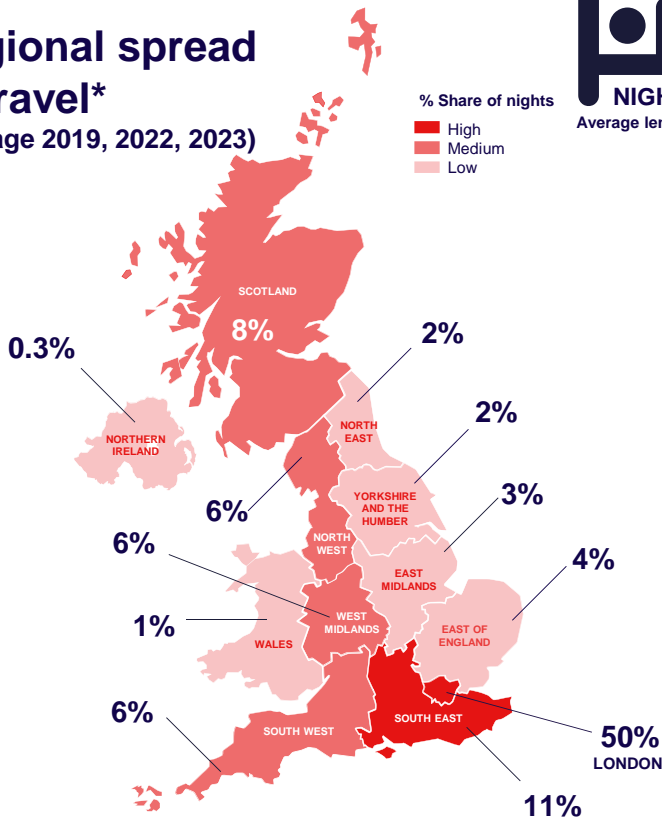 gional spread
ravel*
age 2019, 2022, 2023)
% Share of nights
High
Medium
Low
NIGH
Average len
SCOTLAND
8%
0.3%
NORTHERN
IRELAND
2%
NORTH
EAST
2%
YORKSHIRE
AND THE
HUMBER
6%
NORTH
WEST
3%
EAST
MIDLANDS
6%
WEST
MIDLANDS
4%
EAST OF
ENGLAND
1%
WALES
6%
SOUTH WEST
SOUTH EAST
50%
LONDON
11%